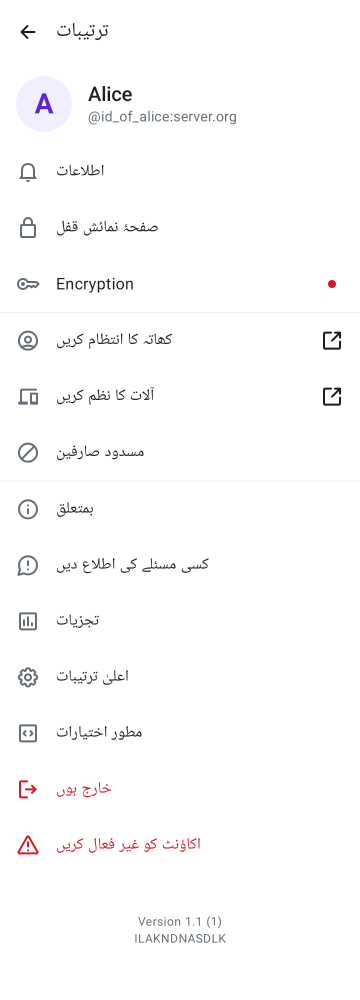 ترتیبات
A
Alice
@id_of_alice:server.org
اطلاعات
صفحۂ نمائش قفل
Encryption
کھاتہ کا انتظام کریں
آلات کا نظم کریں
مسدود صارفین
بمتعلق
کسی مسئلے کی اطلاع دیں
تجزیات
اعلیٰ ترتیبات
مطور اختیارات
خارج ہوں
اکاؤنٹ کو غیر فعال کریں
Version 1.1 (1)
ILAKNDNASDLK